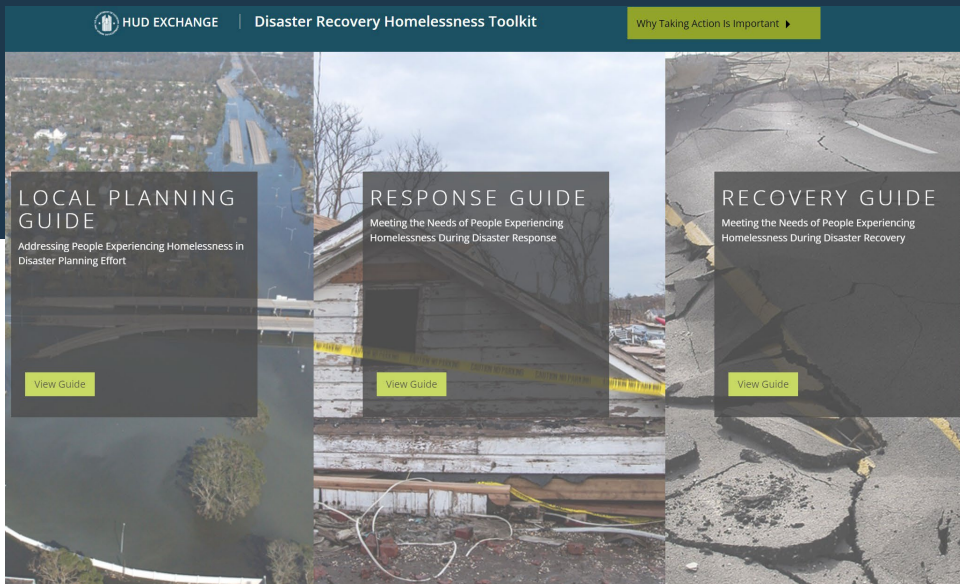 HUD EXCHANGE
Disaster Recovery Homelessness Toolkit
Why Taking Action Is Important
LOCAL PLANNING
GUIDE
Addressing People Experiencing Homelessness in
Disaster Planning Effort
View Guide
RESPONSE GUIDE
Meeting the Needs of People Experiencing
Homelessness During Disaster Response
View Guide
RECOVERY GUIDE
Meeting the Needs of People Experiencing
Homelessness During Disaster Recovery
View Guide